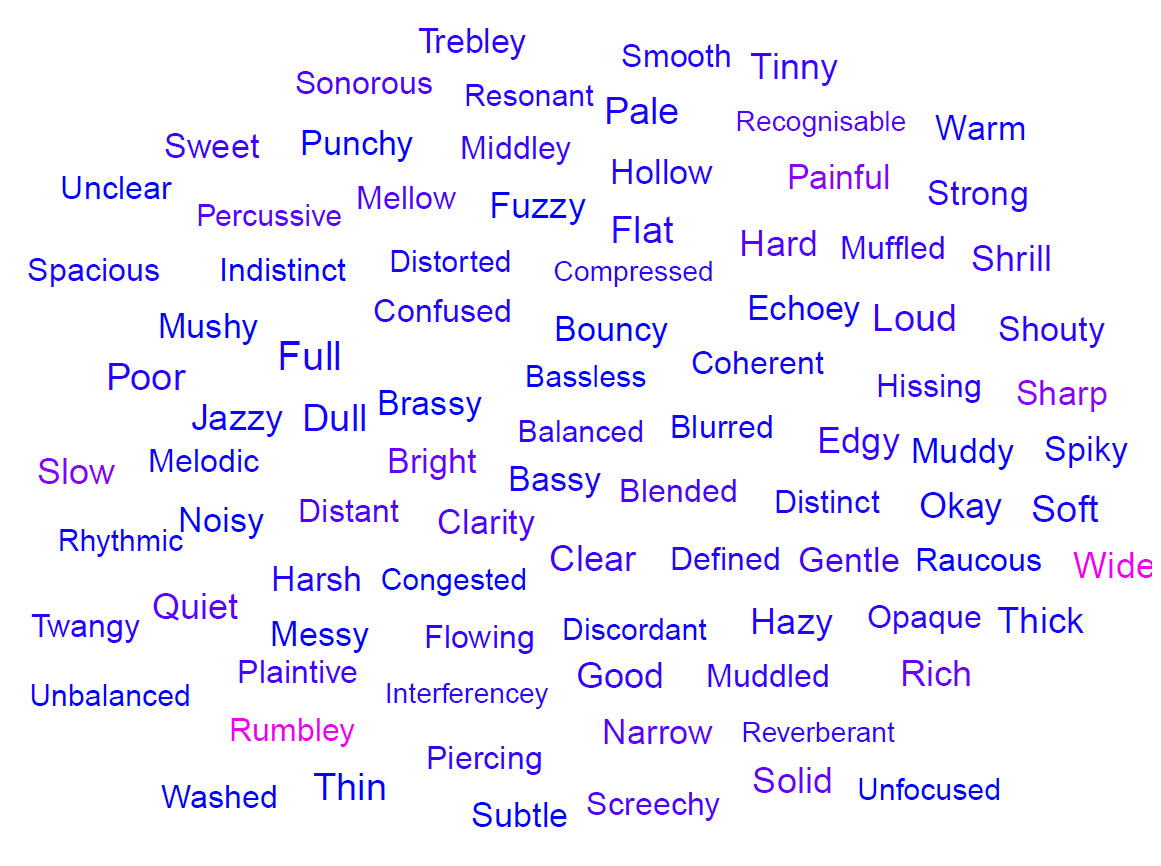 Trebley
Smooth
Tinny
Sonorous
Resonant
Pale
Recognisable
Warm
Sweet
Punchy
Middley
Hollow
Painful
Strong
Unclear
Percussive
Mellow
Fuzzy
Flat
Hard
Muffled
Shrill
Spacious
Indistinct
Distorted
Compressed
Confused
Echoey
Loud
Shouty
Mushy
Full
Bouncy
Coherent
Poor
Bassless
Hissing
Sharp
Jazzy
Dull
Brassy
Balanced
Blurred
Edgy
Muddy
Spiky
Slow
Melodic
Bright
Bassy
Blended
Distinct
Okay
Soft
Rhythmic
Noisy
Distant
Clarity
Clear
Defined
Gentle
Raucous
Wide
Harsh
Congested
Quiet
Twangy
Messy
Flowing
Discordant
Hazy
Opaque
Thick
Unbalanced
Plaintive
Interferencey
Good
Muddled
Rich
Rumbley
Piercing
Narrow
Reverberant
Washed
Thin
Subtle
Screechy
Solid
Unfocused